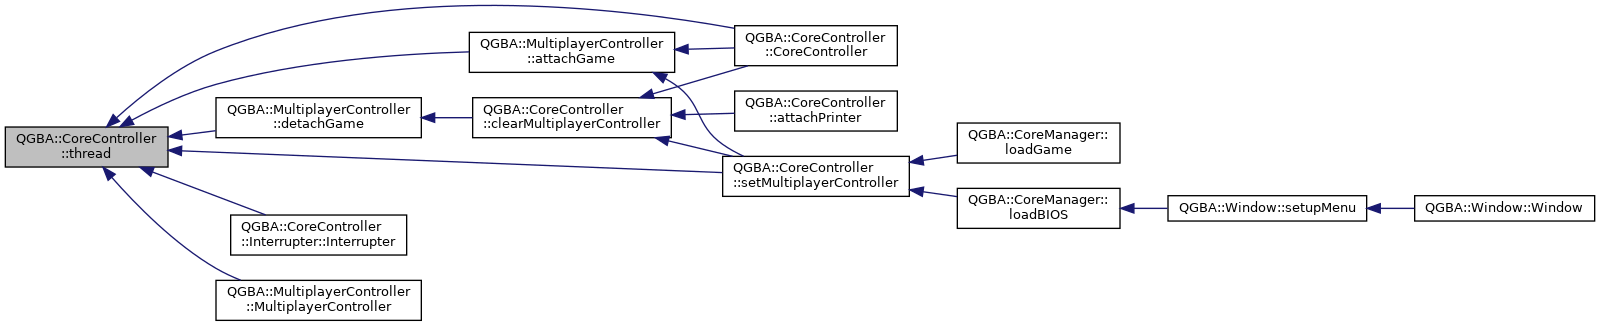 QGBA::CoreController
::thread
QGBA::CoreController
::CoreController
QGBA::MultiplayerController
::attachGame
QGBA::MultiplayerController
::detachGame
QGBA::CoreController
::clearMultiplayerController
QGBA::CoreController
::attachPrinter
QGBA::CoreController
::setMultiplayerController
QGBA::CoreManager::
loadGame
QGBA::CoreManager::
loadBIOS
QGBA::Window::setupMenu
QGBA::Window::Window
QGBA::CoreController
::Interrupter::Interrupter
QGBA::MultiplayerController
::MultiplayerController